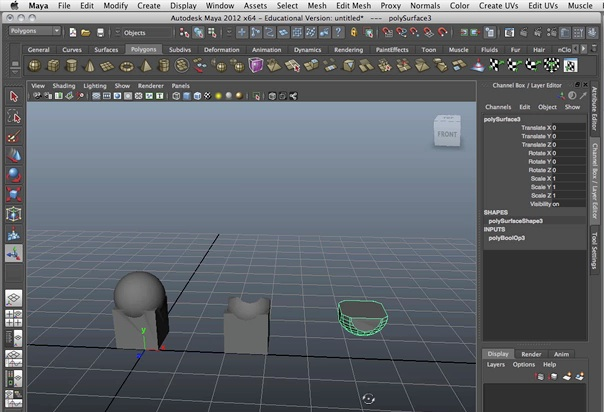 Maya File Edit Modify Create Display Window Assets Select Mesh Edit Mesh Proxy Normals Color Create UVs Edit UVs Muscle
Autodesk Maya 2012 x64 - Educational Version: untitled* --- polySurface3
Polygons Objects
General Curves Surfaces Polygons Subdivs Deformation Animation Dynamics Rendering PaintEffects Toon Muscle Fluids Fur Hair nClo
View Shading Lighting Show Renderer Panels
FRONT
y
Channel Box / Layer Editor
Channels Edit Object Show
polySurface3
Translate X 0
Translate Y 0
Translate Z 0
Rotate X 0
Rotate Y 0
Rotate Z 0
Scale X 1
Scale Y 1
Scale Z 1
Visibility on
SHAPES
polySurfaceShape3
INPUTS
polyBoolOp3
Display Render Anim
Layers Options Help
Attribute Editor
Channel Box / Layer Editor
Tool Settings